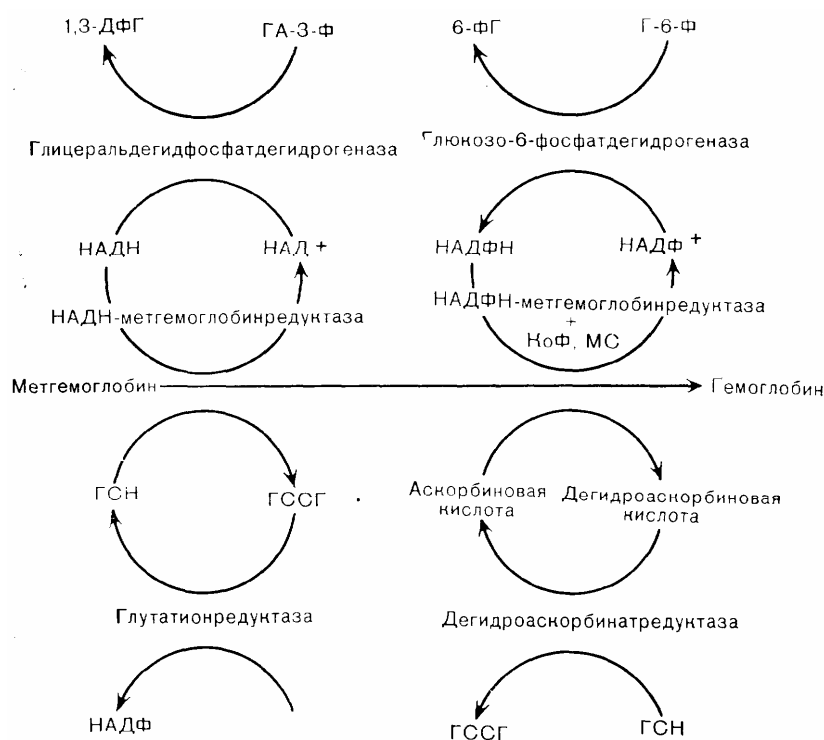 1,3-ДФГ ГА-3-Ф 6-ФГ Г-6-Ф
Глицеральдегидфосфатдегидрогеназа Глюкозо-6-фосфатдегидрогеназа
НАДН НАД + НАДФН НАДФ +
НАДН-метгемоглобинредуктаза НАДФН-метгемоглобинредуктаза
+
КоФ, МС
Метгемоглобин Гемоглобин
ГСН ГССГ Аскорбиновая кислота Дегидроаскорбиновая кислота
Глутатионредуктаза Дегидроаскорбинатредуктаза
НАДФ ГССГ ГСН